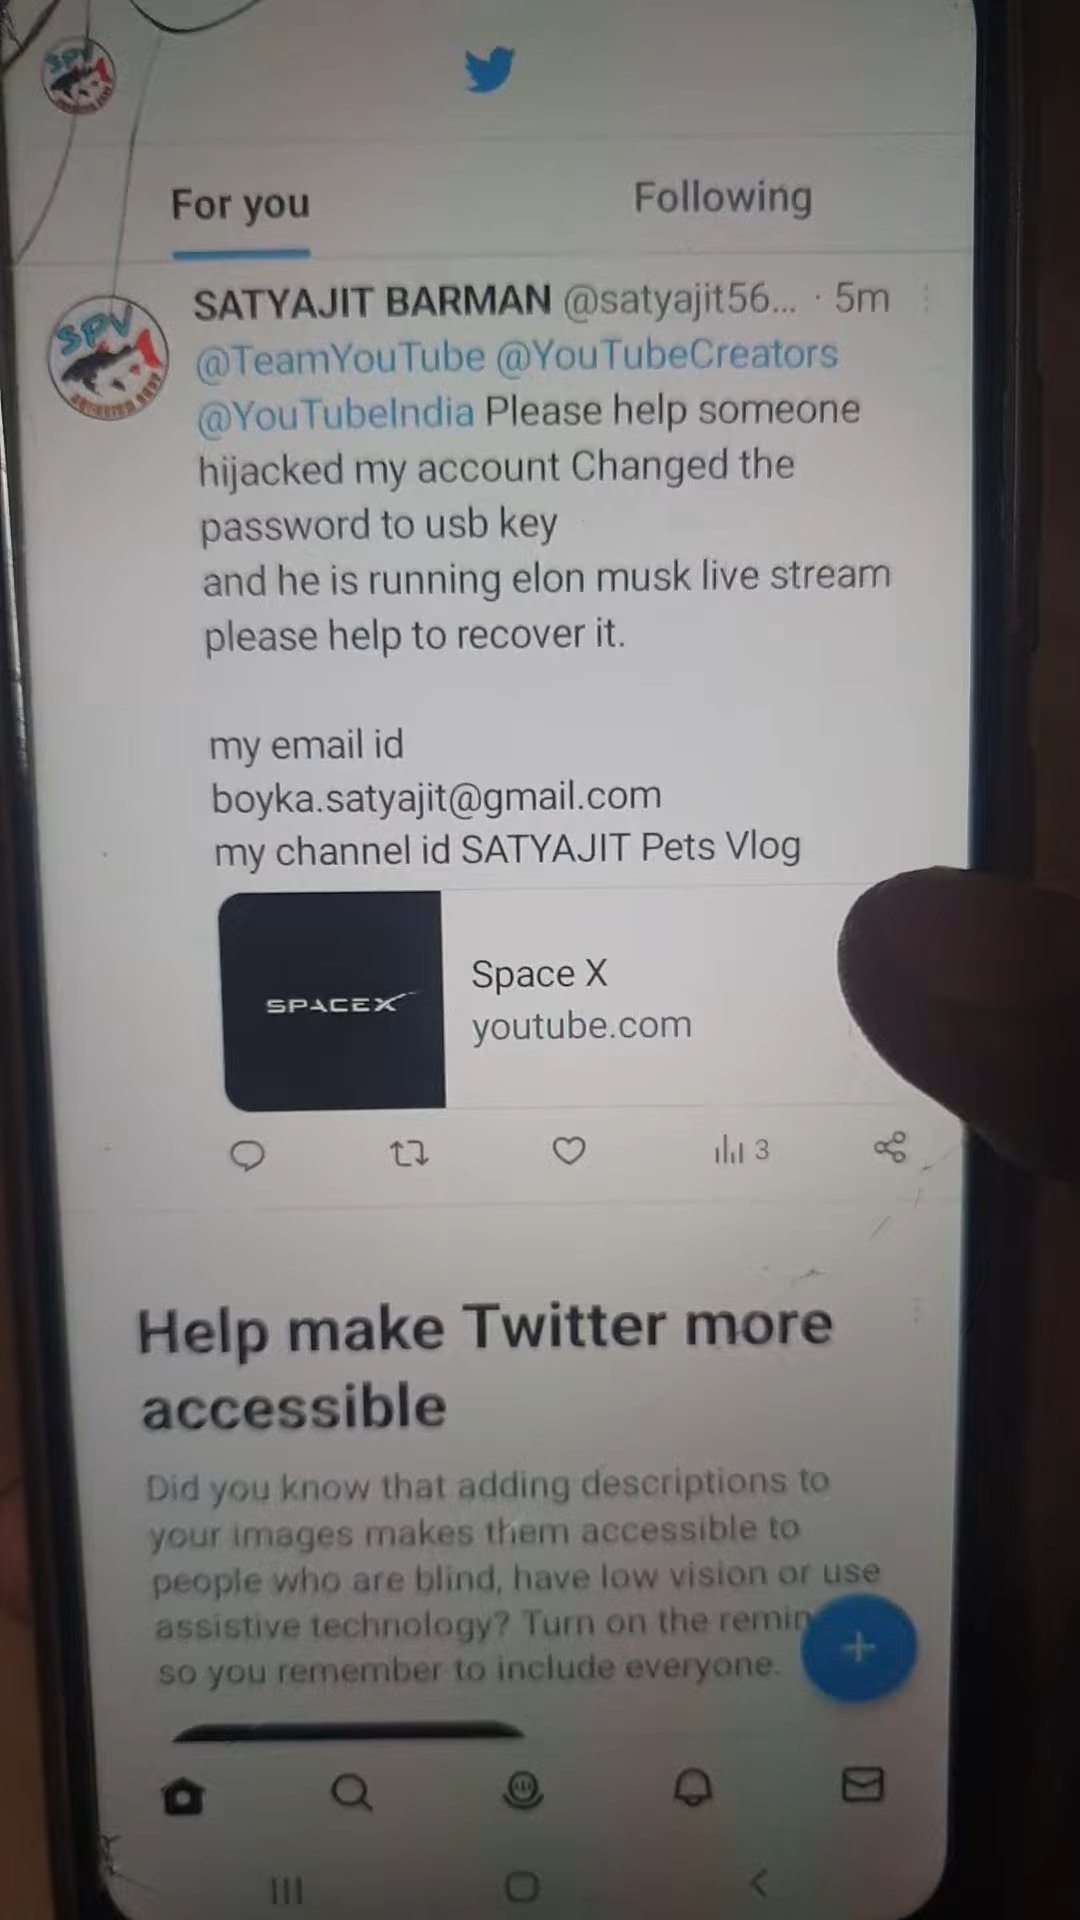 SPV
For you
Following
SATYAJIT BARMAN @satyajit56... · 5m
@TeamYouTube @YouTubeCreators
@YouTubeIndia Please help someone
hijacked my account Changed the
password to usb key
and he is running elon musk live stream
please help to recover it.
my email id
boyka.satyajit@gmail.com
my channel id SATYAJIT Pets Vlog
SPV
SPACEX
Space X
youtube.com
3
Help make Twitter more
accessible
Did you know that adding descriptions to
your images makes them accessible to
people who are blind, have low vision or use
assistive technology? Turn on the remin
so you remember to include everyone.